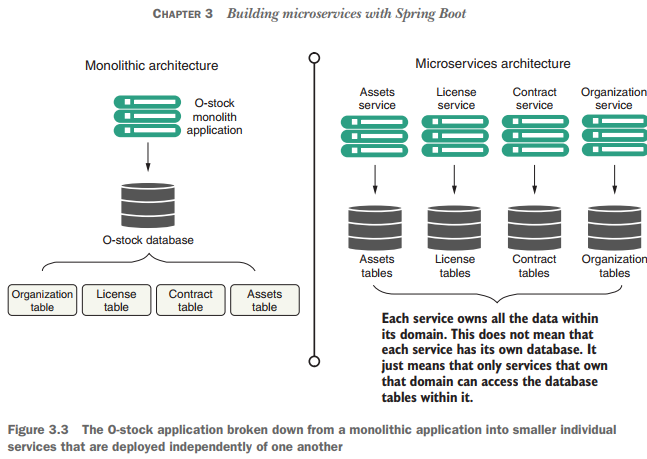 CHAPTER 3 Building microservices with Spring Boot
Monolithic architecture
O-stock
monolith
application
O-stock database
Organization
table
License
table
Contract
table
Assets
table
Microservices architecture
Assets
service
License
service
Contract
service
Organization
service
Assets
tables
License
tables
Contract
tables
Organization
tables
Each service owns all the data within
its domain. This does not mean that
each service has its own database. It
just means that only services that own
that domain can access the database
tables within it.
Figure 3.3 The O-stock application broken down from a monolithic application into smaller individual
services that are deployed independently of one another